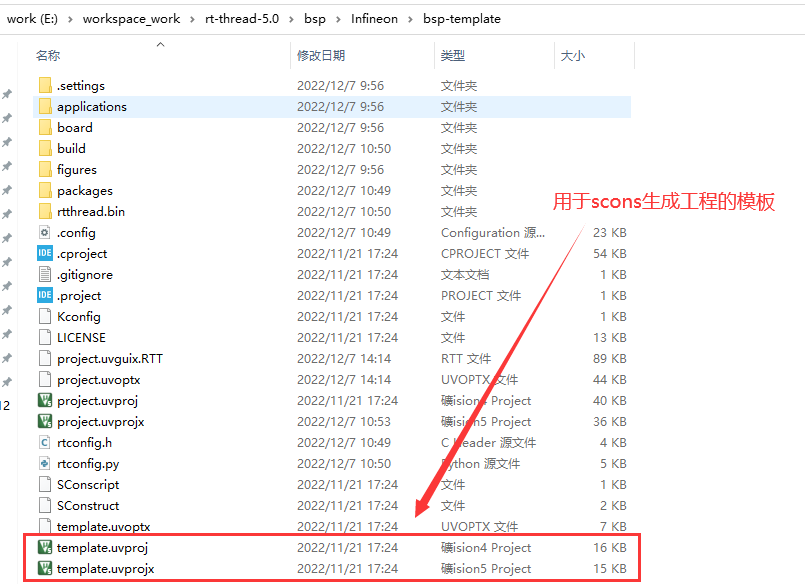 work (E:) > workspace_work > rt-thread-5.0 > bsp > Infineon > bsp-template
名称 修改日期 类型 大小
.settings 2022/12/7 9:56 文件夹
applications 2022/12/7 9:56 文件夹
board 2022/12/7 9:56 文件夹
build 2022/12/7 10:50 文件夹
figures 2022/12/7 9:56 文件夹
packages 2022/12/7 10:49 文件夹
rtthread.bin 2022/12/7 10:50 文件夹
用于scons生成工程的模板
.config 2022/12/7 10:49 Configuration 源... 23 KB
IDE .cproject 2022/11/21 17:24 CPROJECT 文件 54 KB
.gitignore 2022/11/21 17:24 文本文档 1 KB
IDE .project 2022/11/21 17:24 PROJECT 文件 1 KB
Kconfig 2022/11/21 17:24 文件 1 KB
LICENSE 2022/11/21 17:24 文件 13 KB
project.uvguix.RTT 2022/12/7 14:14 RTT 文件 89 KB
project.uvoptx 2022/12/7 14:14 UVOPTX 文件 44 KB
12
project.uvproj 2022/11/21 17:24 礦ision4 Project 40 KB
project.uvprojx 2022/12/7 10:53 礦ision5 Project 36 KB
rtconfig.h 2022/12/7 10:49 C Header 源文件 4 KB
rtconfig.py 2022/12/7 10:50 Python 源文件 5 KB
SConscript 2022/11/21 17:24 文件 1 KB
SConstruct 2022/11/21 17:24 文件 2 KB
template.uvoptx 2022/11/21 17:24 UVOPTX 文件 7 KB
template.uvproj 2022/11/21 17:24 礦ision4 Project 16 KB
template.uvprojx 2022/11/21 17:24 礦ision5 Project 15 KB